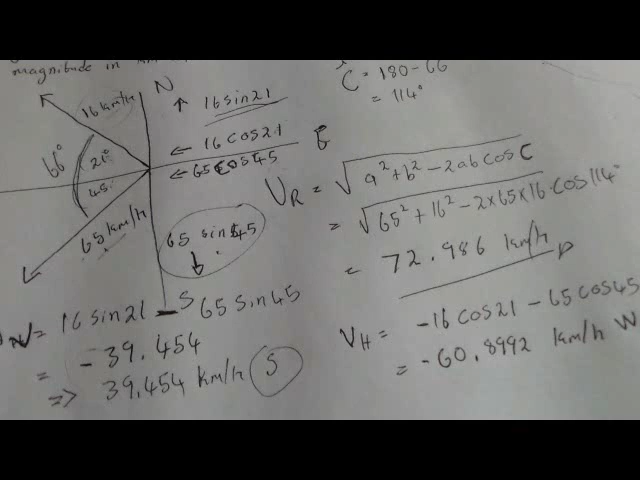 magnitude in
N
16 km/h
↑ 16 sin 21
← 16 cos 21
← 65 cos 45
E
66°
21°
45°
65 km/h
65 sin 45
↓
S
= 16 sin 21 - 65 sin 45
= - 39.454
=> 39.454 km/h S
C = 180 - 66
= 114°
V_R = √a² + b² - 2ab cos C
= √65² + 16² - 2×65×16 cos 114°
= 72.986 km/h
V_H = -16 cos 21 - 65 cos 45
= -60.8992 km/h W